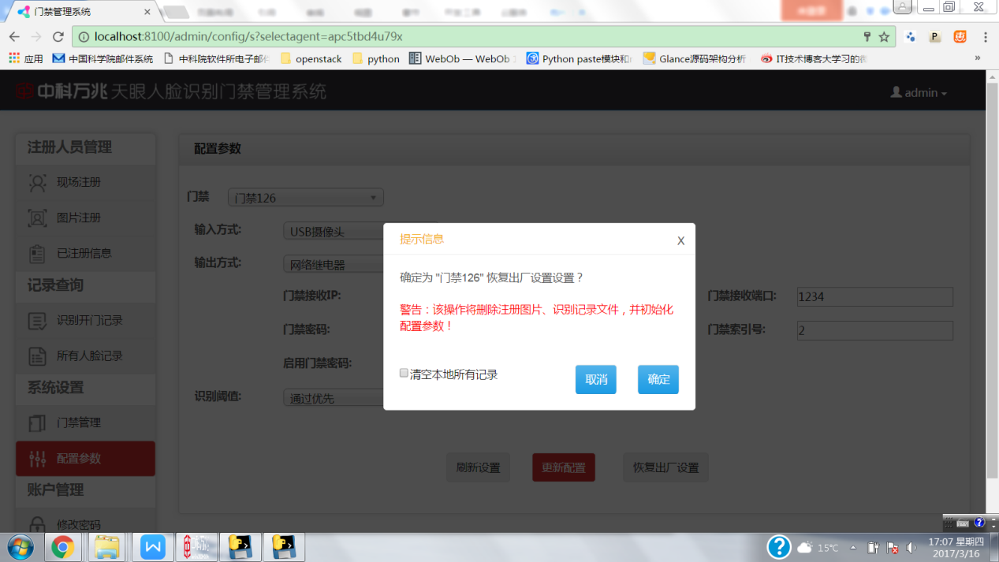 门禁管理系统
localhost:8100/admin/config/s?selectagent=apc5tbd4u79x
应用 中国科学院邮件系统 中科院软件所电子邮件 openstack python WebOb — WebOb 1 Python paste模块和 Glance源码架构分析 IT技术博客大学习的微
中科万兆 天眼人脸识别门禁管理系统 admin
注册人员管理
现场注册
图片注册
已注册信息
记录查询
识别开门记录
所有人脸记录
系统设置
门禁管理
配置参数
账户管理
修改密码
配置参数
门禁 门禁126
输入方式: USB摄像头
输出方式: 网络继电器
门禁接收IP: 门禁接收端口: 1234
门禁密码: 门禁索引号: 2
启用门禁密码:
识别阈值: 通过优先
刷新设置 更新配置 恢复出厂设置
提示信息 X
确定为 "门禁126" 恢复出厂设置设置？
警告：该操作将删除注册图片、识别记录文件，并初始化
配置参数！
清空本地所有记录 取消 确定
15℃ 17:07 星期四
2017/3/16